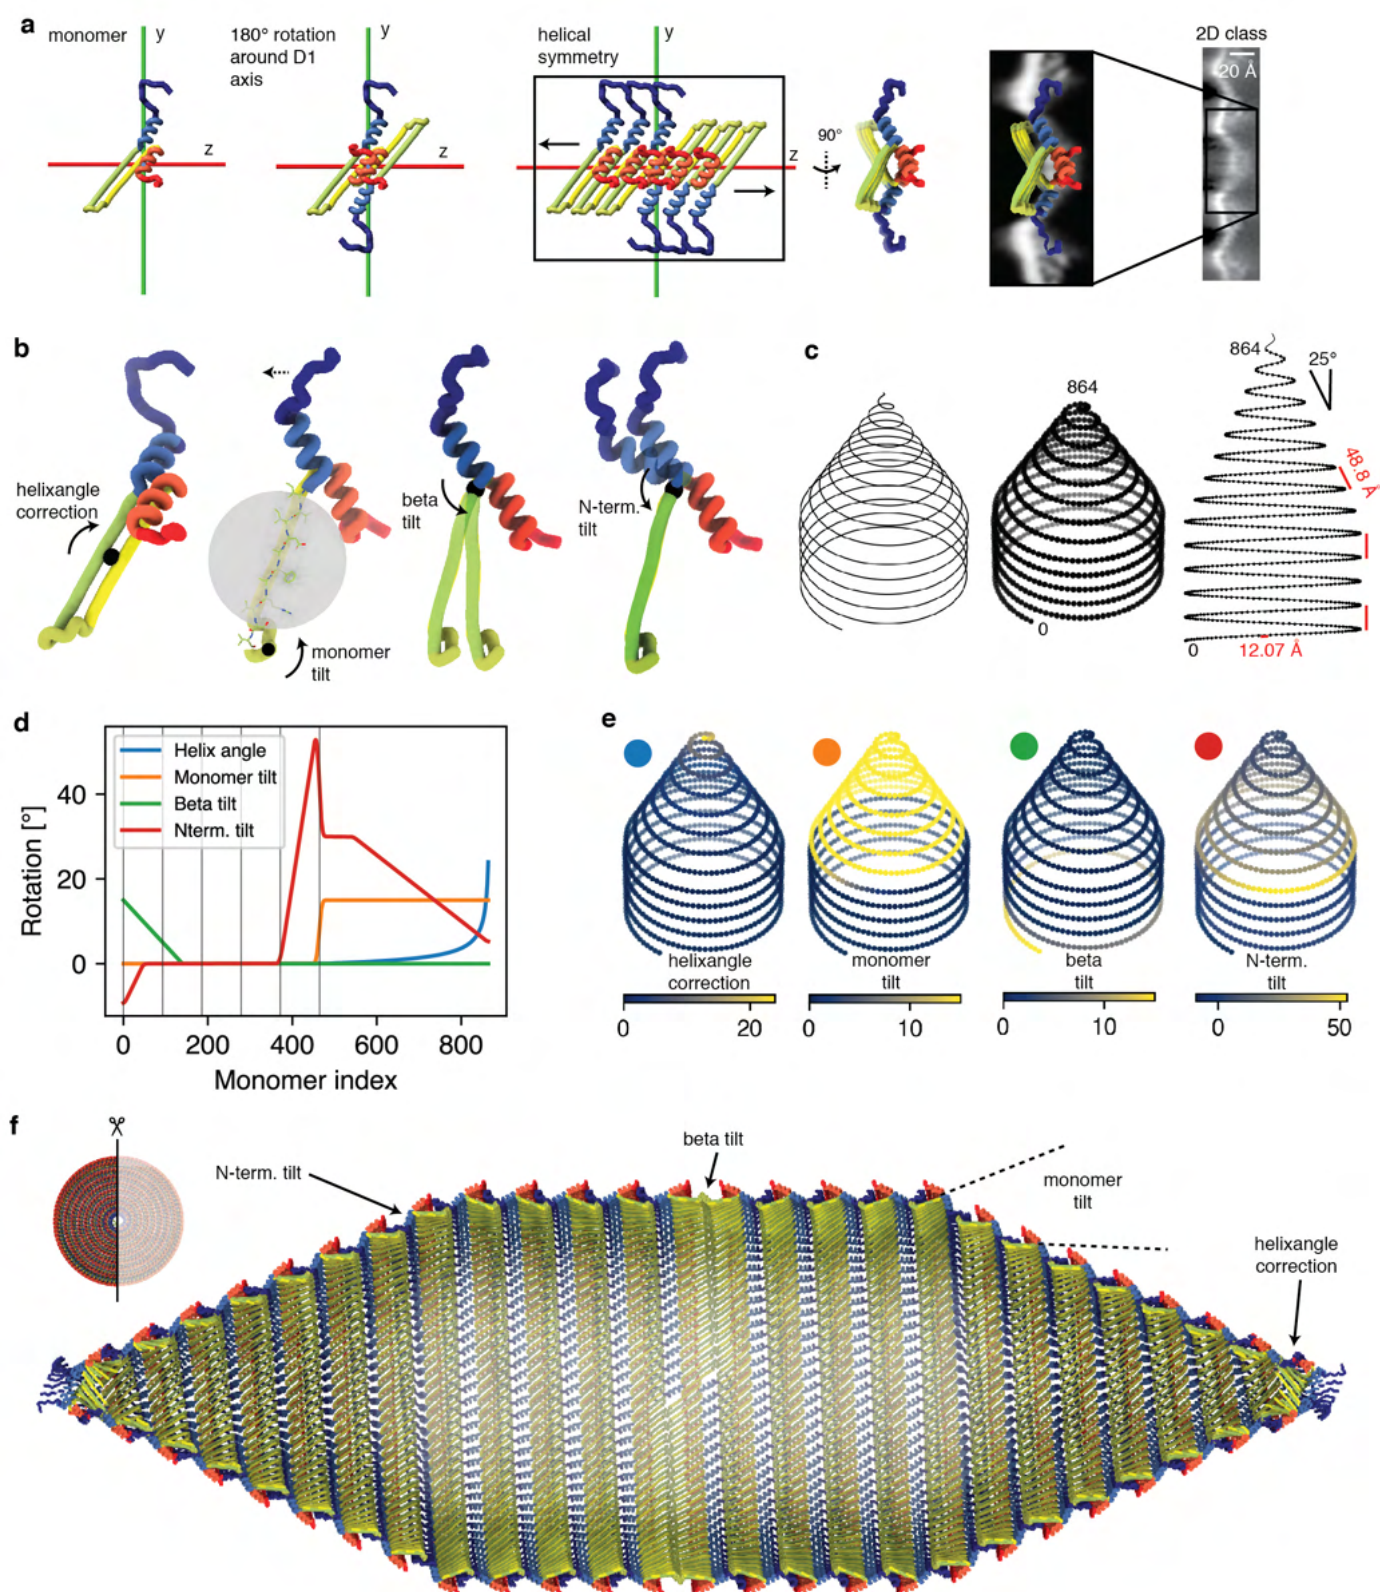 a
monomer
y
z
180° rotation
around D1
axis
y
z
helical
symmetry
y
z
90°
2D class
20 Å
b
helixangle
correction
monomer
tilt
beta
tilt
N-term.
tilt
c
864
0
864
25°
48.8 Å
12.07 Å
0
d
Helix angle
Monomer tilt
Beta tilt
Nterm. tilt
Rotation [°]
40
20
0
0 200 400 600 800
Monomer index
e
helixangle
correction
0 20
monomer
tilt
0 10
beta
tilt
0 10
N-term.
tilt
0 50
f
N-term. tilt
beta tilt
monomer
tilt
helixangle
correction